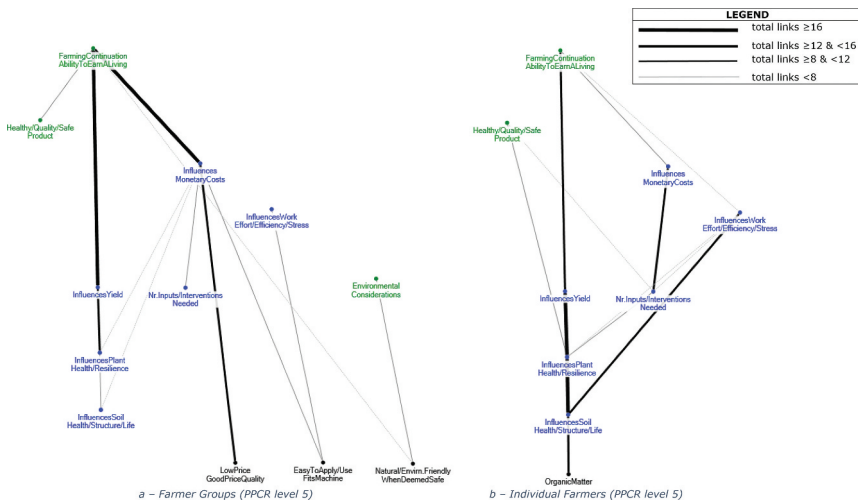 LEGEND
total links ≥16
total links ≥12 & <16
total links ≥8 & <12
total links <8
FarmingContinuation
AbilityToEarnALiving
Healthy/Quality/Safe
Product
Influences
MonetaryCosts
InfluencesWork
Effort/Efficiency/Stress
InfluencesYield
Nr.Inputs/Interventions
Needed
Environmental
Considerations
InfluencesPlant
Health/Resilience
InfluencesSoil
Health/Structure/Life
LowPrice
GoodPriceQuality
EasyToApply/Use
FitsMachine
Natural/Envirn.Friendly
WhenDeemedSafe
a – Farmer Groups (PPCR level 5)
FarmingContinuation
AbilityToEarnALiving
Healthy/Quality/Safe
Product
Influences
MonetaryCosts
InfluencesWork
Effort/Efficiency/Stress
InfluencesYield
Nr.Inputs/Interventions
Needed
InfluencesPlant
Health/Resilience
InfluencesSoil
Health/Structure/Life
OrganicMatter
b – Individual Farmers (PPCR level 5)